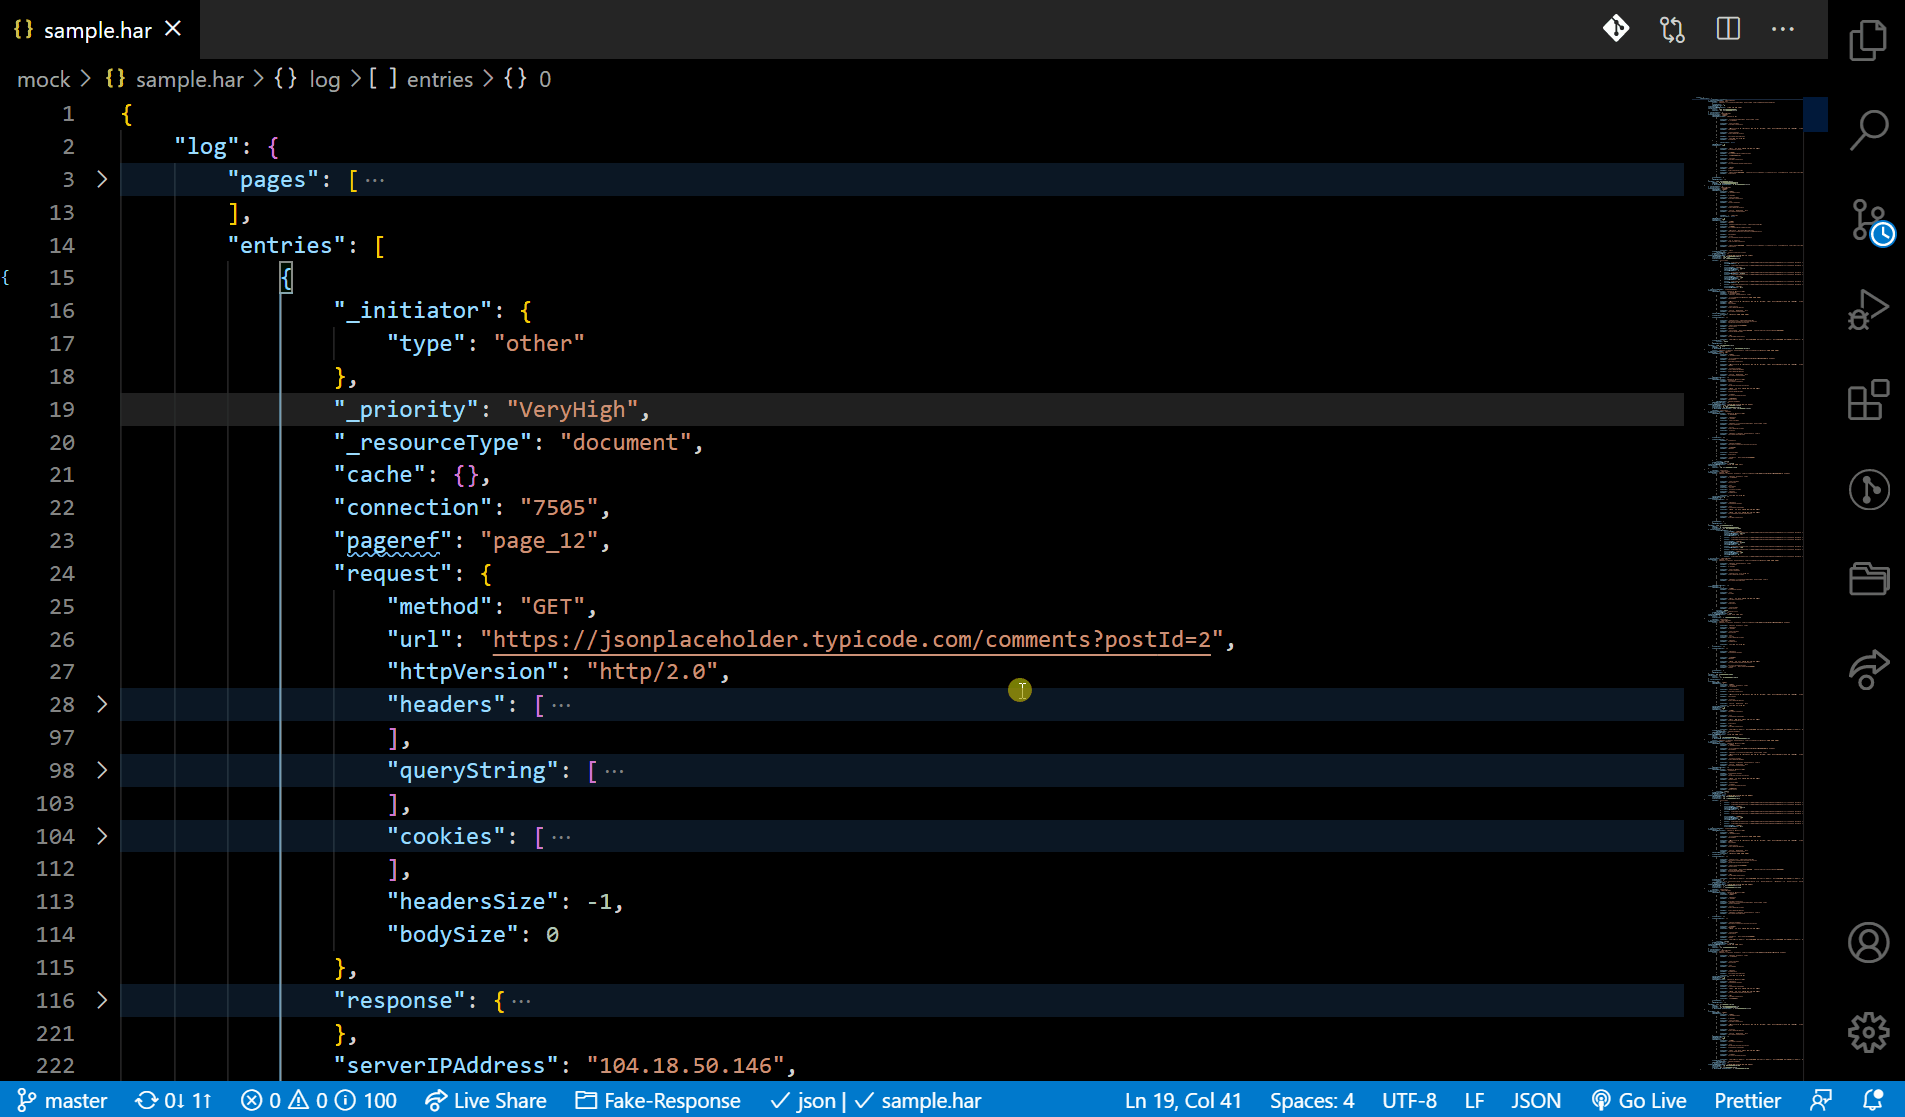 {} sample.har ×
mock > {} sample.har > {} log > [ ] entries > {} 0
1 {
2 "log": {
3 > "pages": [ ···
13 ],
14 "entries": [
{ 15 {
16 "_initiator": {
17 "type": "other"
18 },
19 "_priority": "VeryHigh",
20 "_resourceType": "document",
21 "cache": {},
22 "connection": "7505",
23 "pageref": "page_12",
24 "request": {
25 "method": "GET",
26 "url": "https://jsonplaceholder.typicode.com/comments?postId=2",
27 "httpVersion": "http/2.0",
28 > "headers": [ ···
97 ],
98 > "queryString": [ ···
103 ],
104 > "cookies": [ ···
112 ],
113 "headersSize": -1,
114 "bodySize": 0
115 },
116 > "response": { ···
221 },
222 "serverIPAddress": "104.18.50.146",
master 0↓ 1↑ 0 0 100 Live Share Fake-Response ✓ json | ✓ sample.har Ln 19, Col 41 Spaces: 4 UTF-8 LF JSON Go Live Prettier